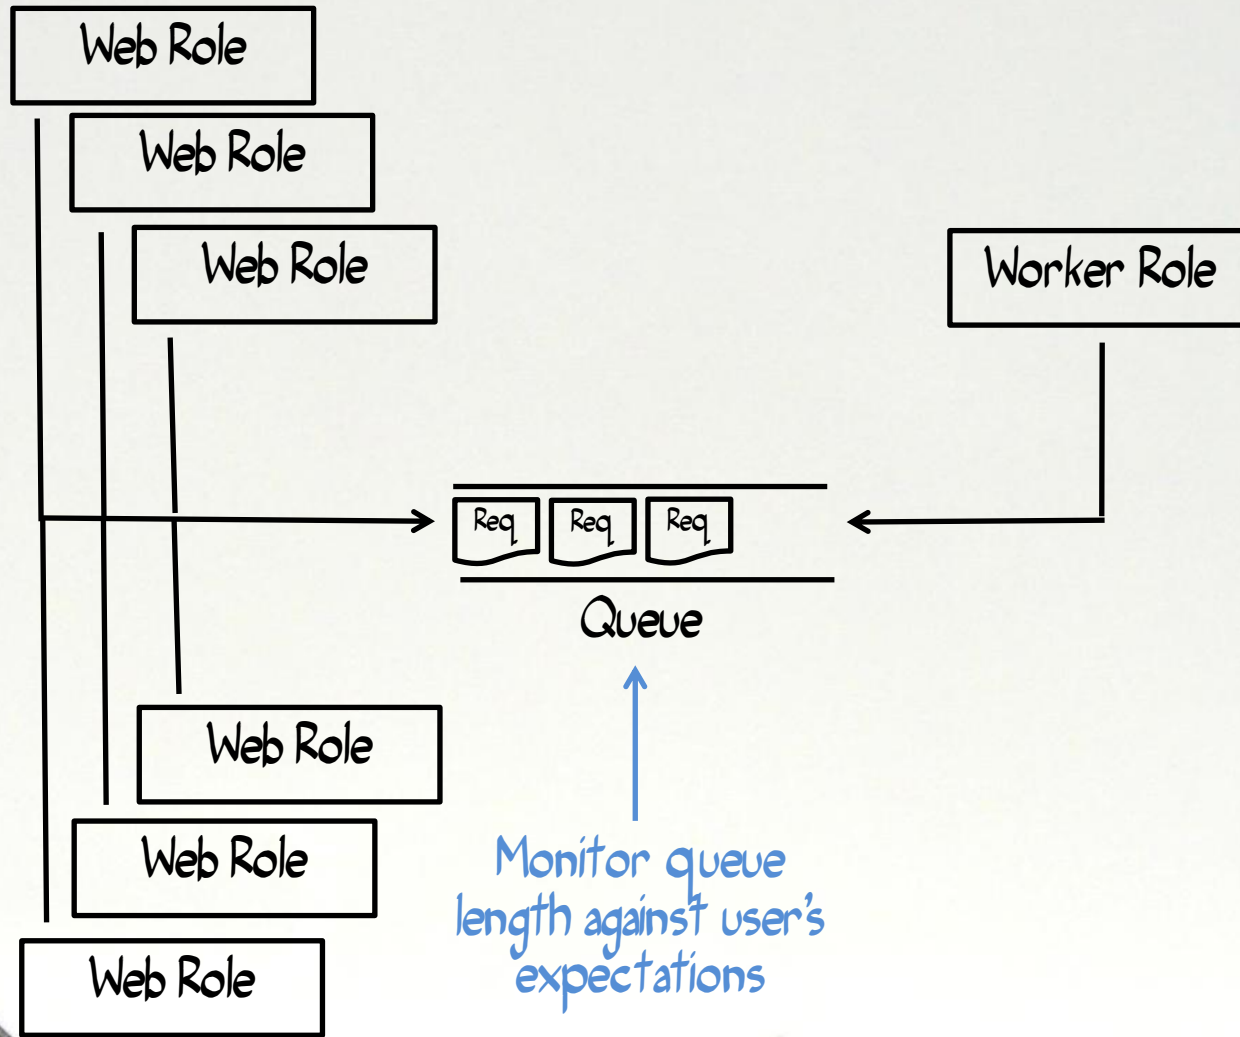 Web Role
Web Role
Web Role
Worker Role
Req
Req
Req
Queue
Web Role
Web Role
Web Role
Monitor queue
length against user's
expectations